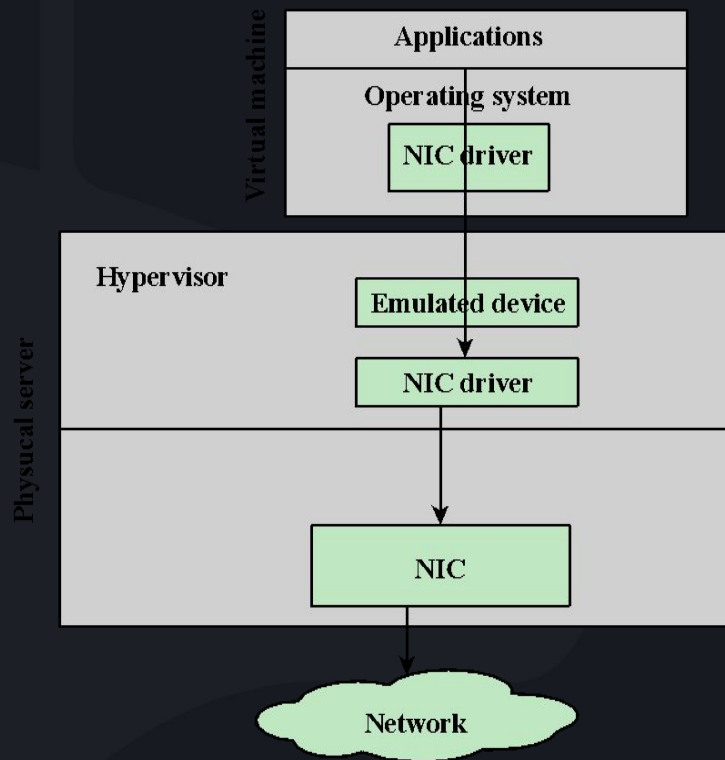 Virtual machine
Applications
Operating system
NIC driver
Physucal server
Hypervisor
Emulated device
NIC driver
NIC
Network